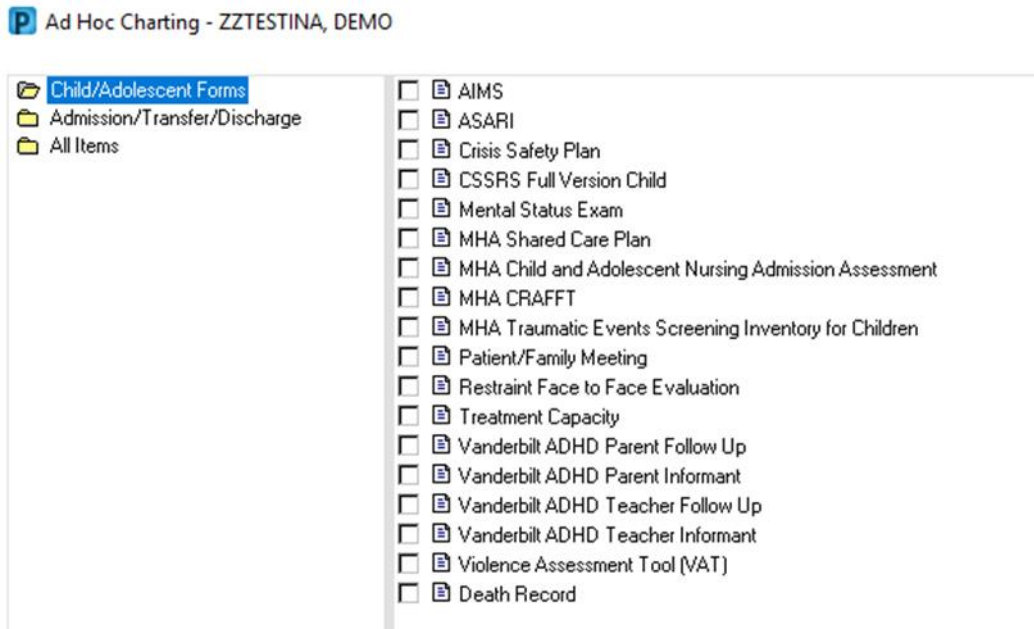 Ad Hoc Charting - ZZTESTINA, DEMO
Child/Adolescent Forms
Admission/Transfer/Discharge
All Items
AIMS
ASARI
Crisis Safety Plan
CSSRS Full Version Child
Mental Status Exam
MHA Shared Care Plan
MHA Child and Adolescent Nursing Admission Assessment
MHA CRAFFT
MHA Traumatic Events Screening Inventory for Children
Patient/Family Meeting
Restraint Face to Face Evaluation
Treatment Capacity
Vanderbilt ADHD Parent Follow Up
Vanderbilt ADHD Parent Informant
Vanderbilt ADHD Teacher Follow Up
Vanderbilt ADHD Teacher Informant
Violence Assessment Tool (VAT)
Death Record